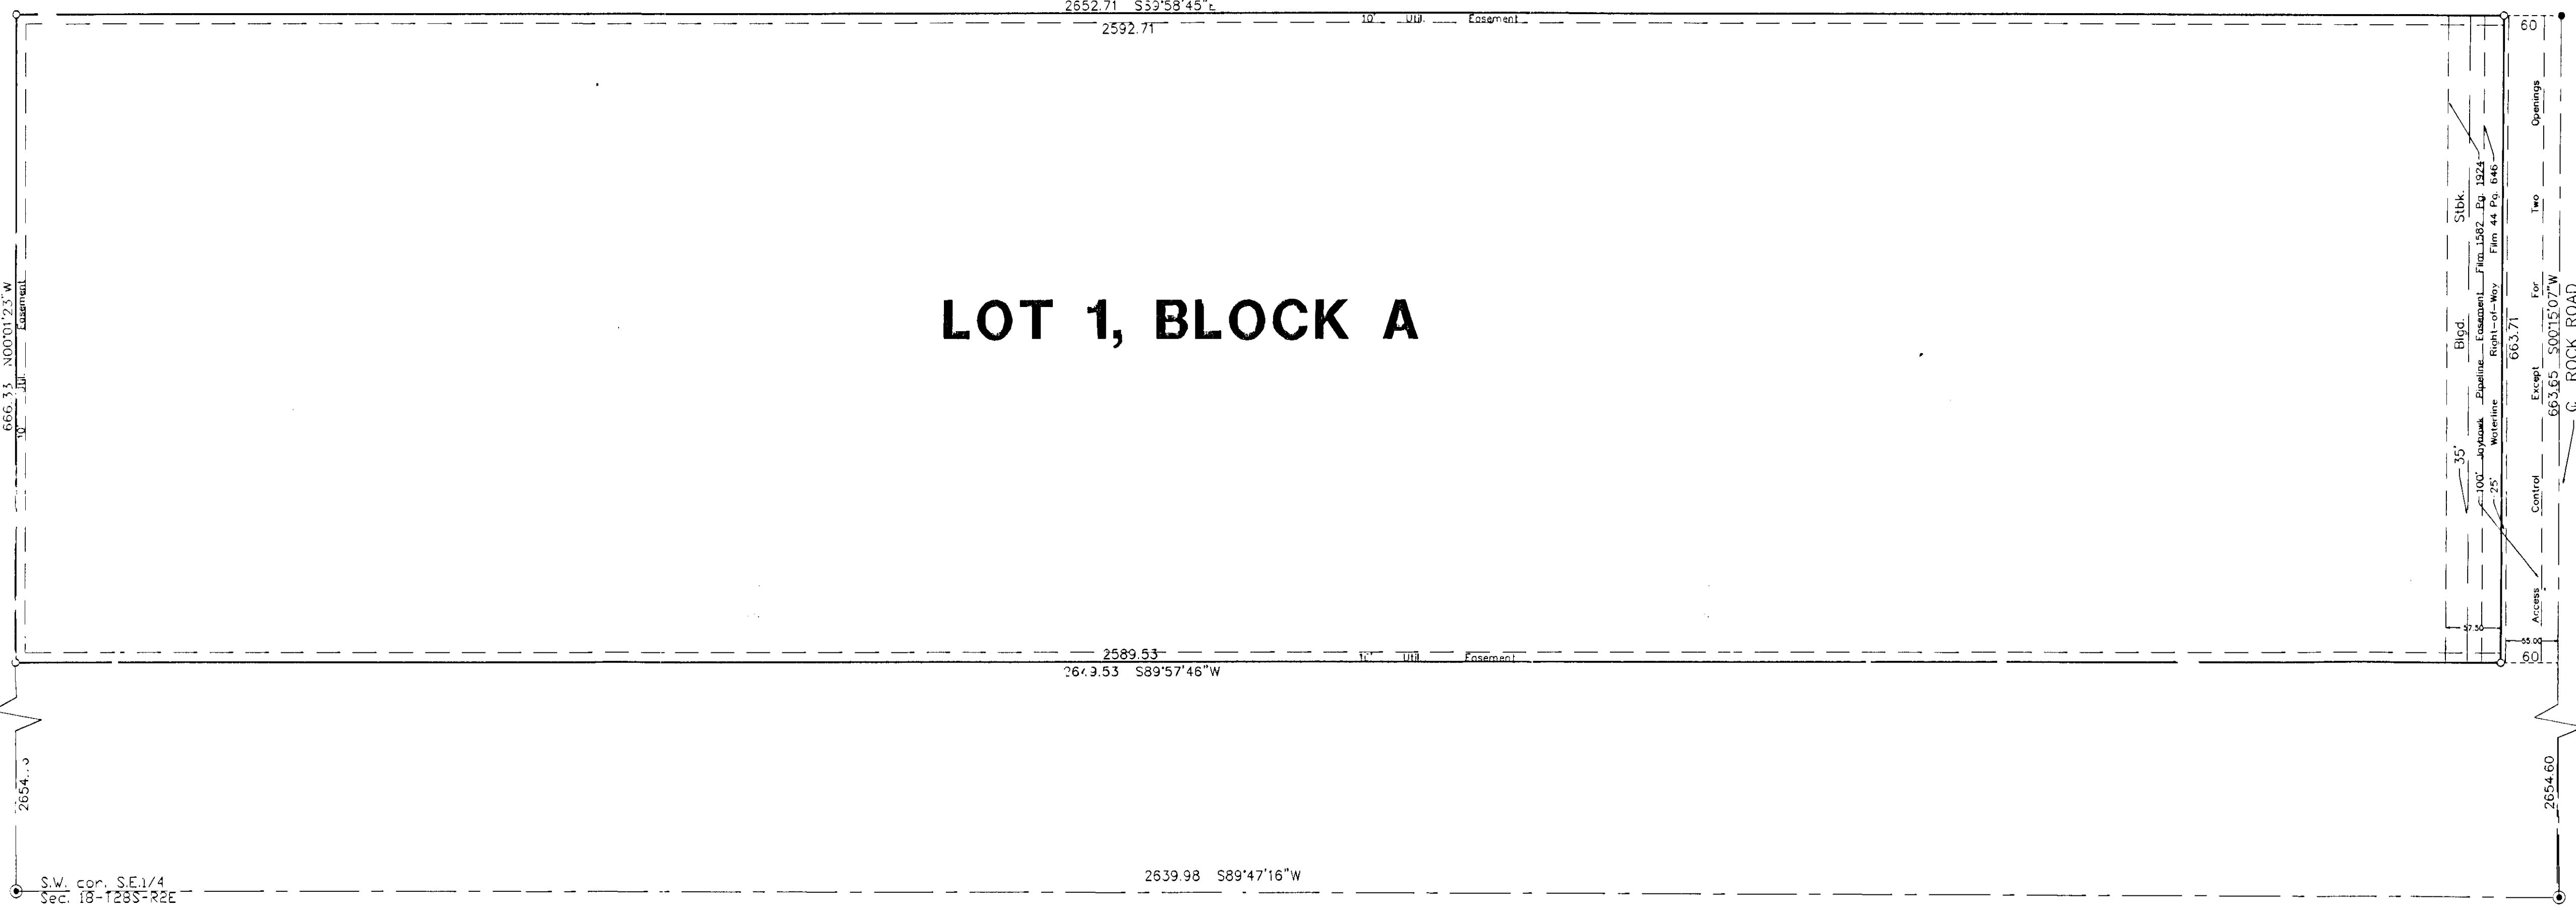 2652.71 S89°58'45"E
10' Util. Easement
2592.71
60
LOT 1, BLOCK A
666.33 N00°01'23"W
10' Util. Easement
35' Bldg. Stbk.
100' Jayhawk Pipeline Easement Film 1582 Pg. 1924
25' Waterline Right-of-Way Film 44 Pg. 646
663.71
Access Control Except For Two Openings
663.65 S00°15'07"W
ROCK ROAD
57.50
55.00
60
2589.53
Util. Easement
2649.53 S89°57'46"W
2654.60
2639.98 S89°47'16"W
S.W. cor. S.E.1/4
Sec. 18-T28S-R2E